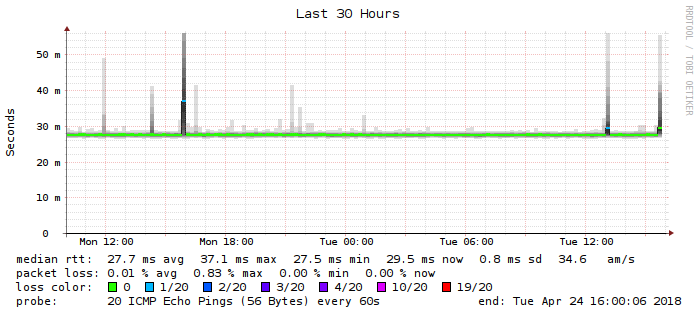 Last 30 Hours
RRDTOOL / TOBI OETIKER
Seconds
50 m
40 m
30 m
20 m
10 m
0
Mon 12:00 Mon 18:00 Tue 00:00 Tue 06:00 Tue 12:00
median rtt: 27.7 ms avg 37.1 ms max 27.5 ms min 29.5 ms now 0.8 ms sd 34.6 am/s
packet loss: 0.01 % avg 0.83 % max 0.00 % min 0.00 % now
loss color: 0 1/20 2/20 3/20 4/20 10/20 19/20
probe: 20 ICMP Echo Pings (56 Bytes) every 60s end: Tue Apr 24 16:00:06 2018